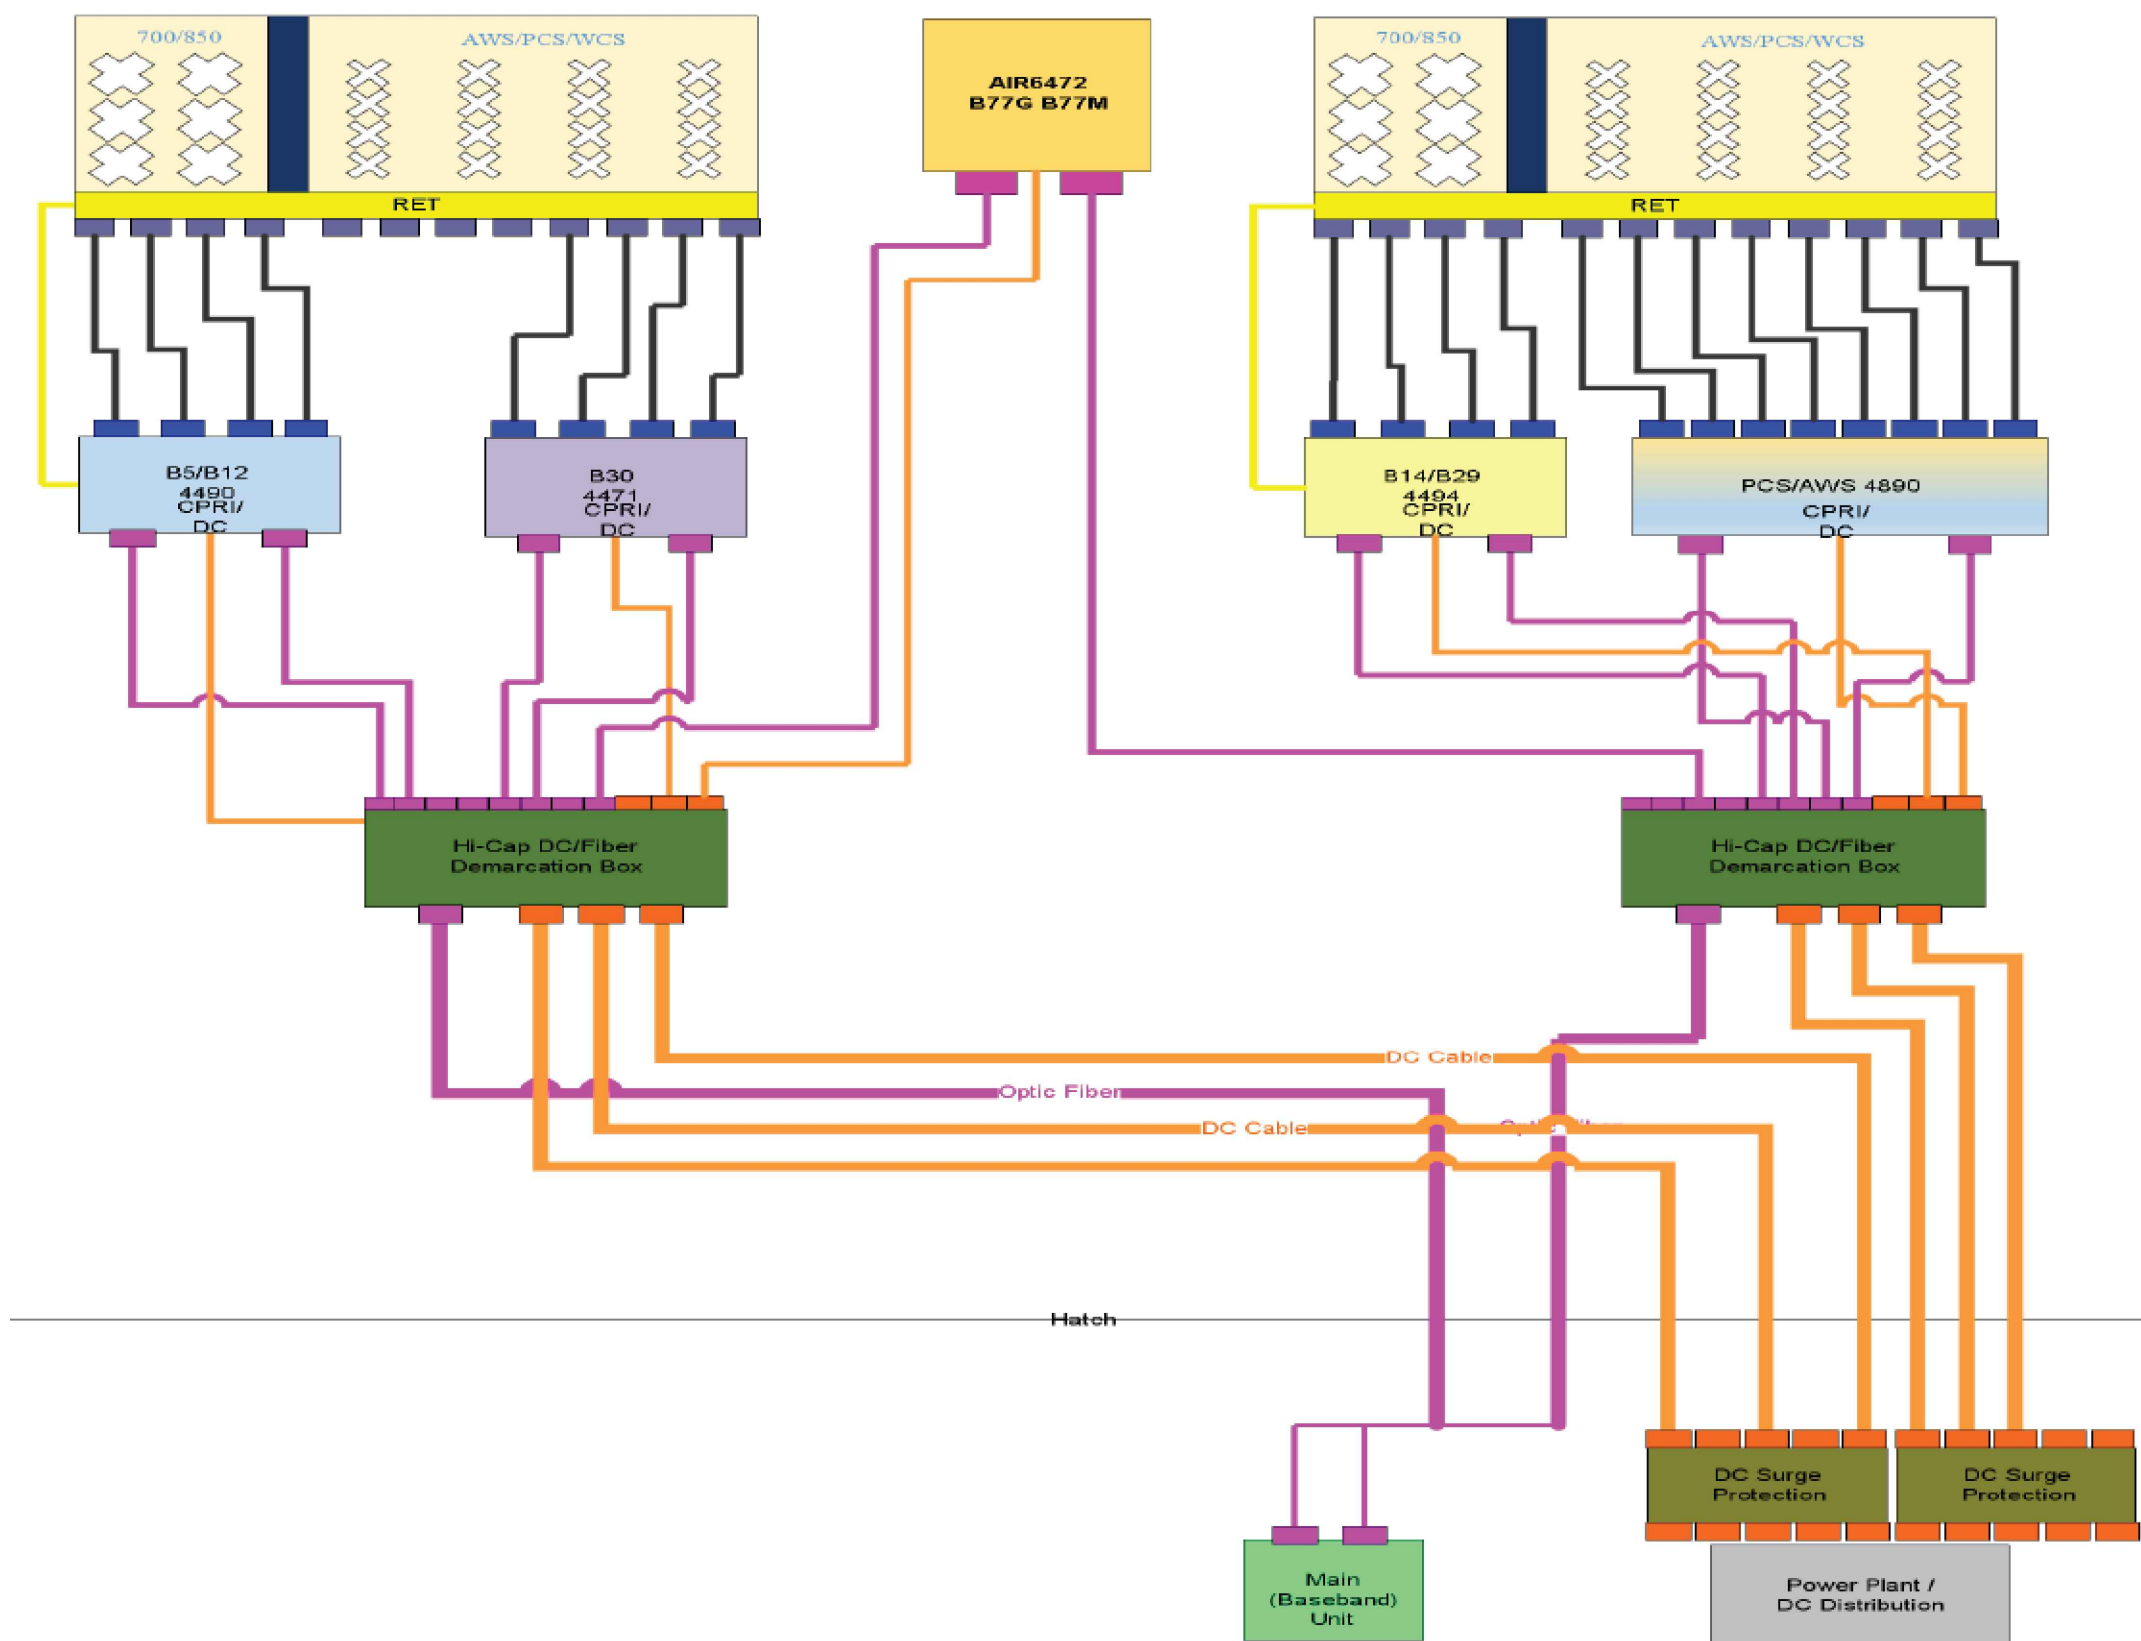 700/850
AWS/PCS/WCS
AIR6472
B77G B77M
700/850
AWS/PCS/WCS
RET
RET
B5/B12
4490
CPRI/
DC
B30
4471
CPRI/
DC
B14/B29
4494
CPRI/
DC
PCS/AWS 4890
CPRI/
DC
Hi-Cap DC/Fiber
Demarcation Box
Hi-Cap DC/Fiber
Demarcation Box
DC Cable
Optic Fiber
DC Cable
Hatch
DC Surge
Protection
DC Surge
Protection
Main
(Baseband)
Unit
Power Plant /
DC Distribution